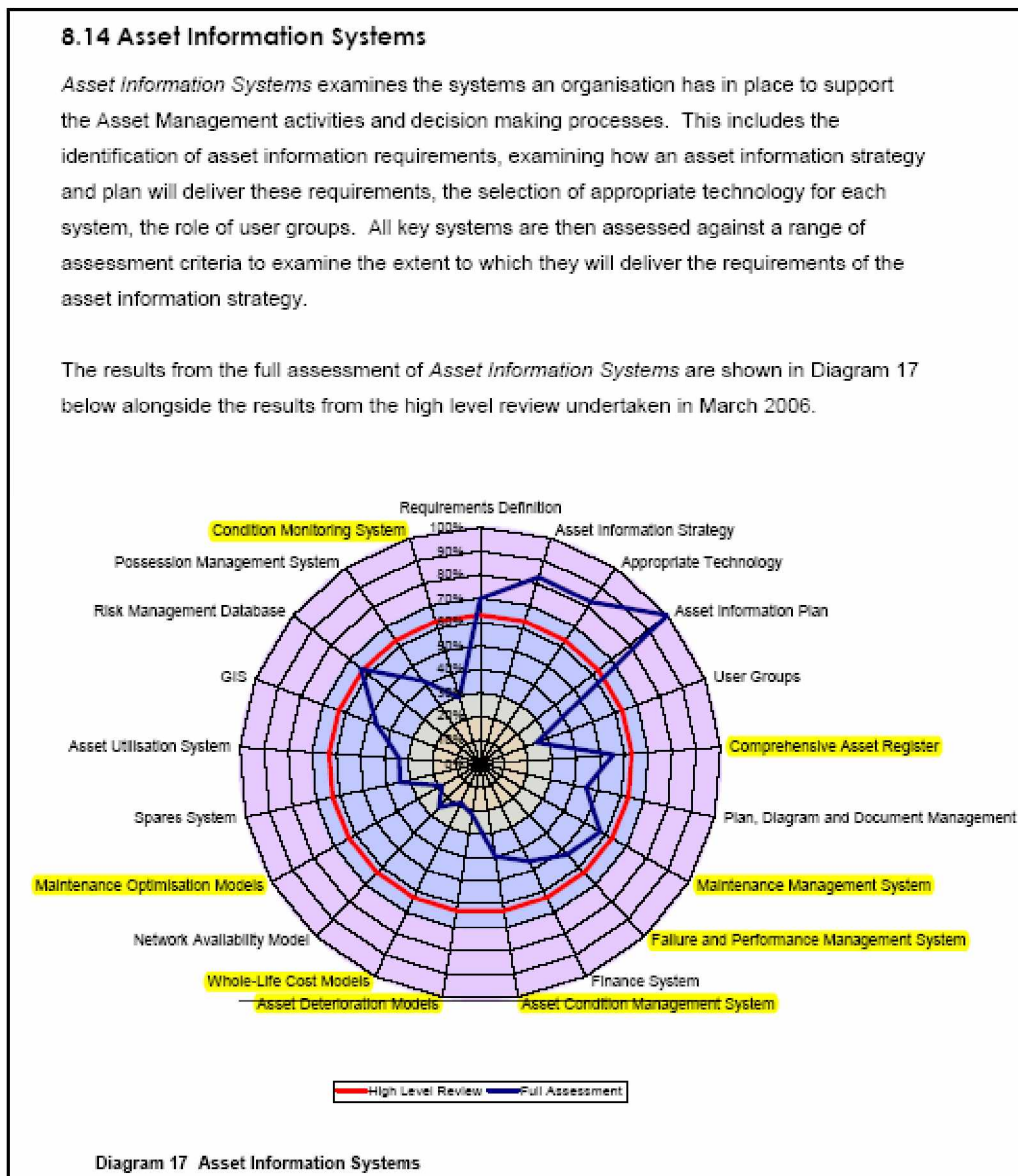 8.14 Asset Information Systems
Asset Information Systems examines the systems an organisation has in place to support
the Asset Management activities and decision making processes.  This includes the
identification of asset information requirements, examining how an asset information strategy
and plan will deliver these requirements, the selection of appropriate technology for each
system, the role of user groups.  All key systems are then assessed against a range of
assessment criteria to examine the extent to which they will deliver the requirements of the
asset information strategy.
The results from the full assessment of Asset Information Systems are shown in Diagram 17
below alongside the results from the high level review undertaken in March 2006.
Requirements Definition
Condition Monitoring System
100%
Asset Information Strategy
90%
Possession Management System
Appropriate Technology
80%
Risk Management Database
70%
Asset Information Plan
60%
50%
GIS
40%
User Groups
30%
20%
Asset Utilisation System
10%
Comprehensive Asset Register
0%
Spares System
Plan, Diagram and Document Management
Maintenance Optimisation Models
Maintenance Management System
Network Availability Model
Failure and Performance Management System
Whole-Life Cost Models
Finance System
Asset Deterioration Models
Asset Condition Management System
High Level Review
Full Assessment
Diagram 17  Asset Information Systems